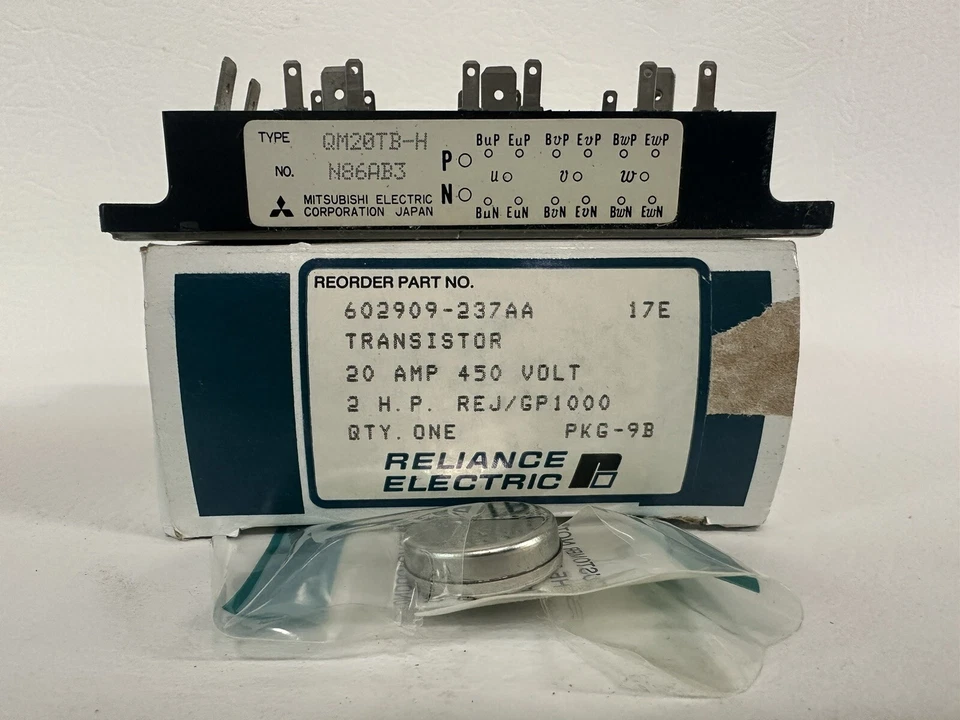 TYPE QM20TB-H
NO. N86AB3
MITSUBISHI ELECTRIC
CORPORATION JAPAN
P
N
BuP EuP BvP EvP BwP EwP
u v w
BuN EuN BvN EvN BwN EwN
REORDER PART NO.
602909-237AA 17E
TRANSISTOR
20 AMP 450 VOLT
2 H.P. REJ/GP1000
QTY. ONE PKG-9B
RELIANCE
ELECTRIC